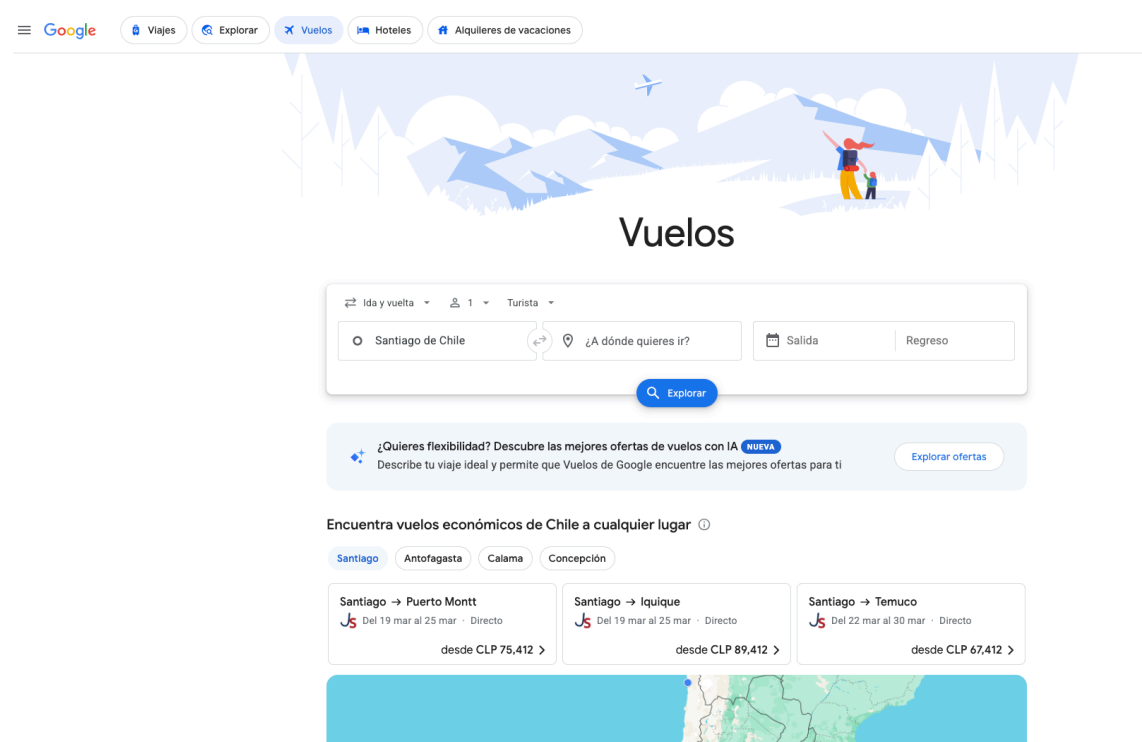 Google
Viajes
Explorar
Vuelos
Hoteles
Alquileres de vacaciones
Vuelos
Ida y vuelta
1
Turista
Santiago de Chile
¿A dónde quieres ir?
Salida
Regreso
Explorar
¿Quieres flexibilidad? Descubre las mejores ofertas de vuelos con IA NUEVA
Describe tu viaje ideal y permite que Vuelos de Google encuentre las mejores ofertas para ti
Explorar ofertas
Encuentra vuelos económicos de Chile a cualquier lugar
Santiago
Antofagasta
Calama
Concepción
Santiago → Puerto Montt
JS Del 19 mar al 25 mar · Directo
desde CLP 75,412
Santiago → Iquique
JS Del 19 mar al 25 mar · Directo
desde CLP 89,412
Santiago → Temuco
JS Del 22 mar al 30 mar · Directo
desde CLP 67,412